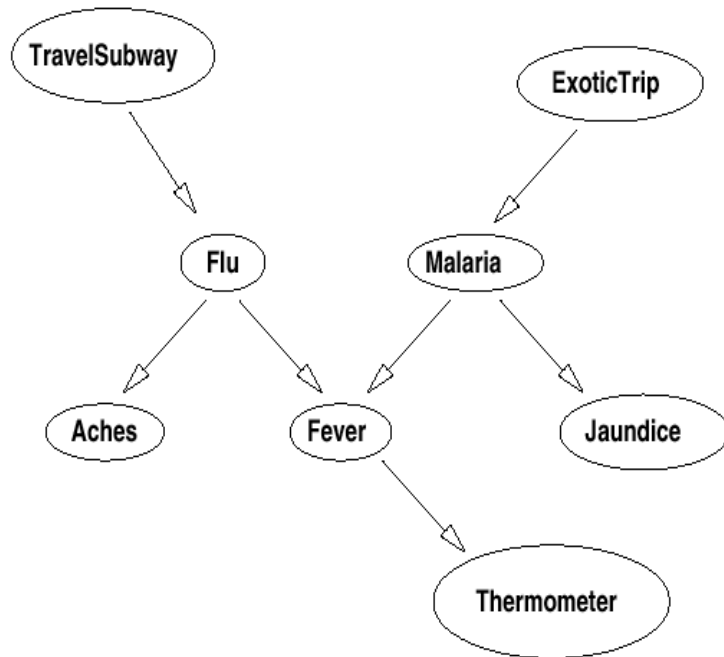 TravelSubway
ExoticTrip
Flu
Malaria
Aches
Fever
Jaundice
Thermometer